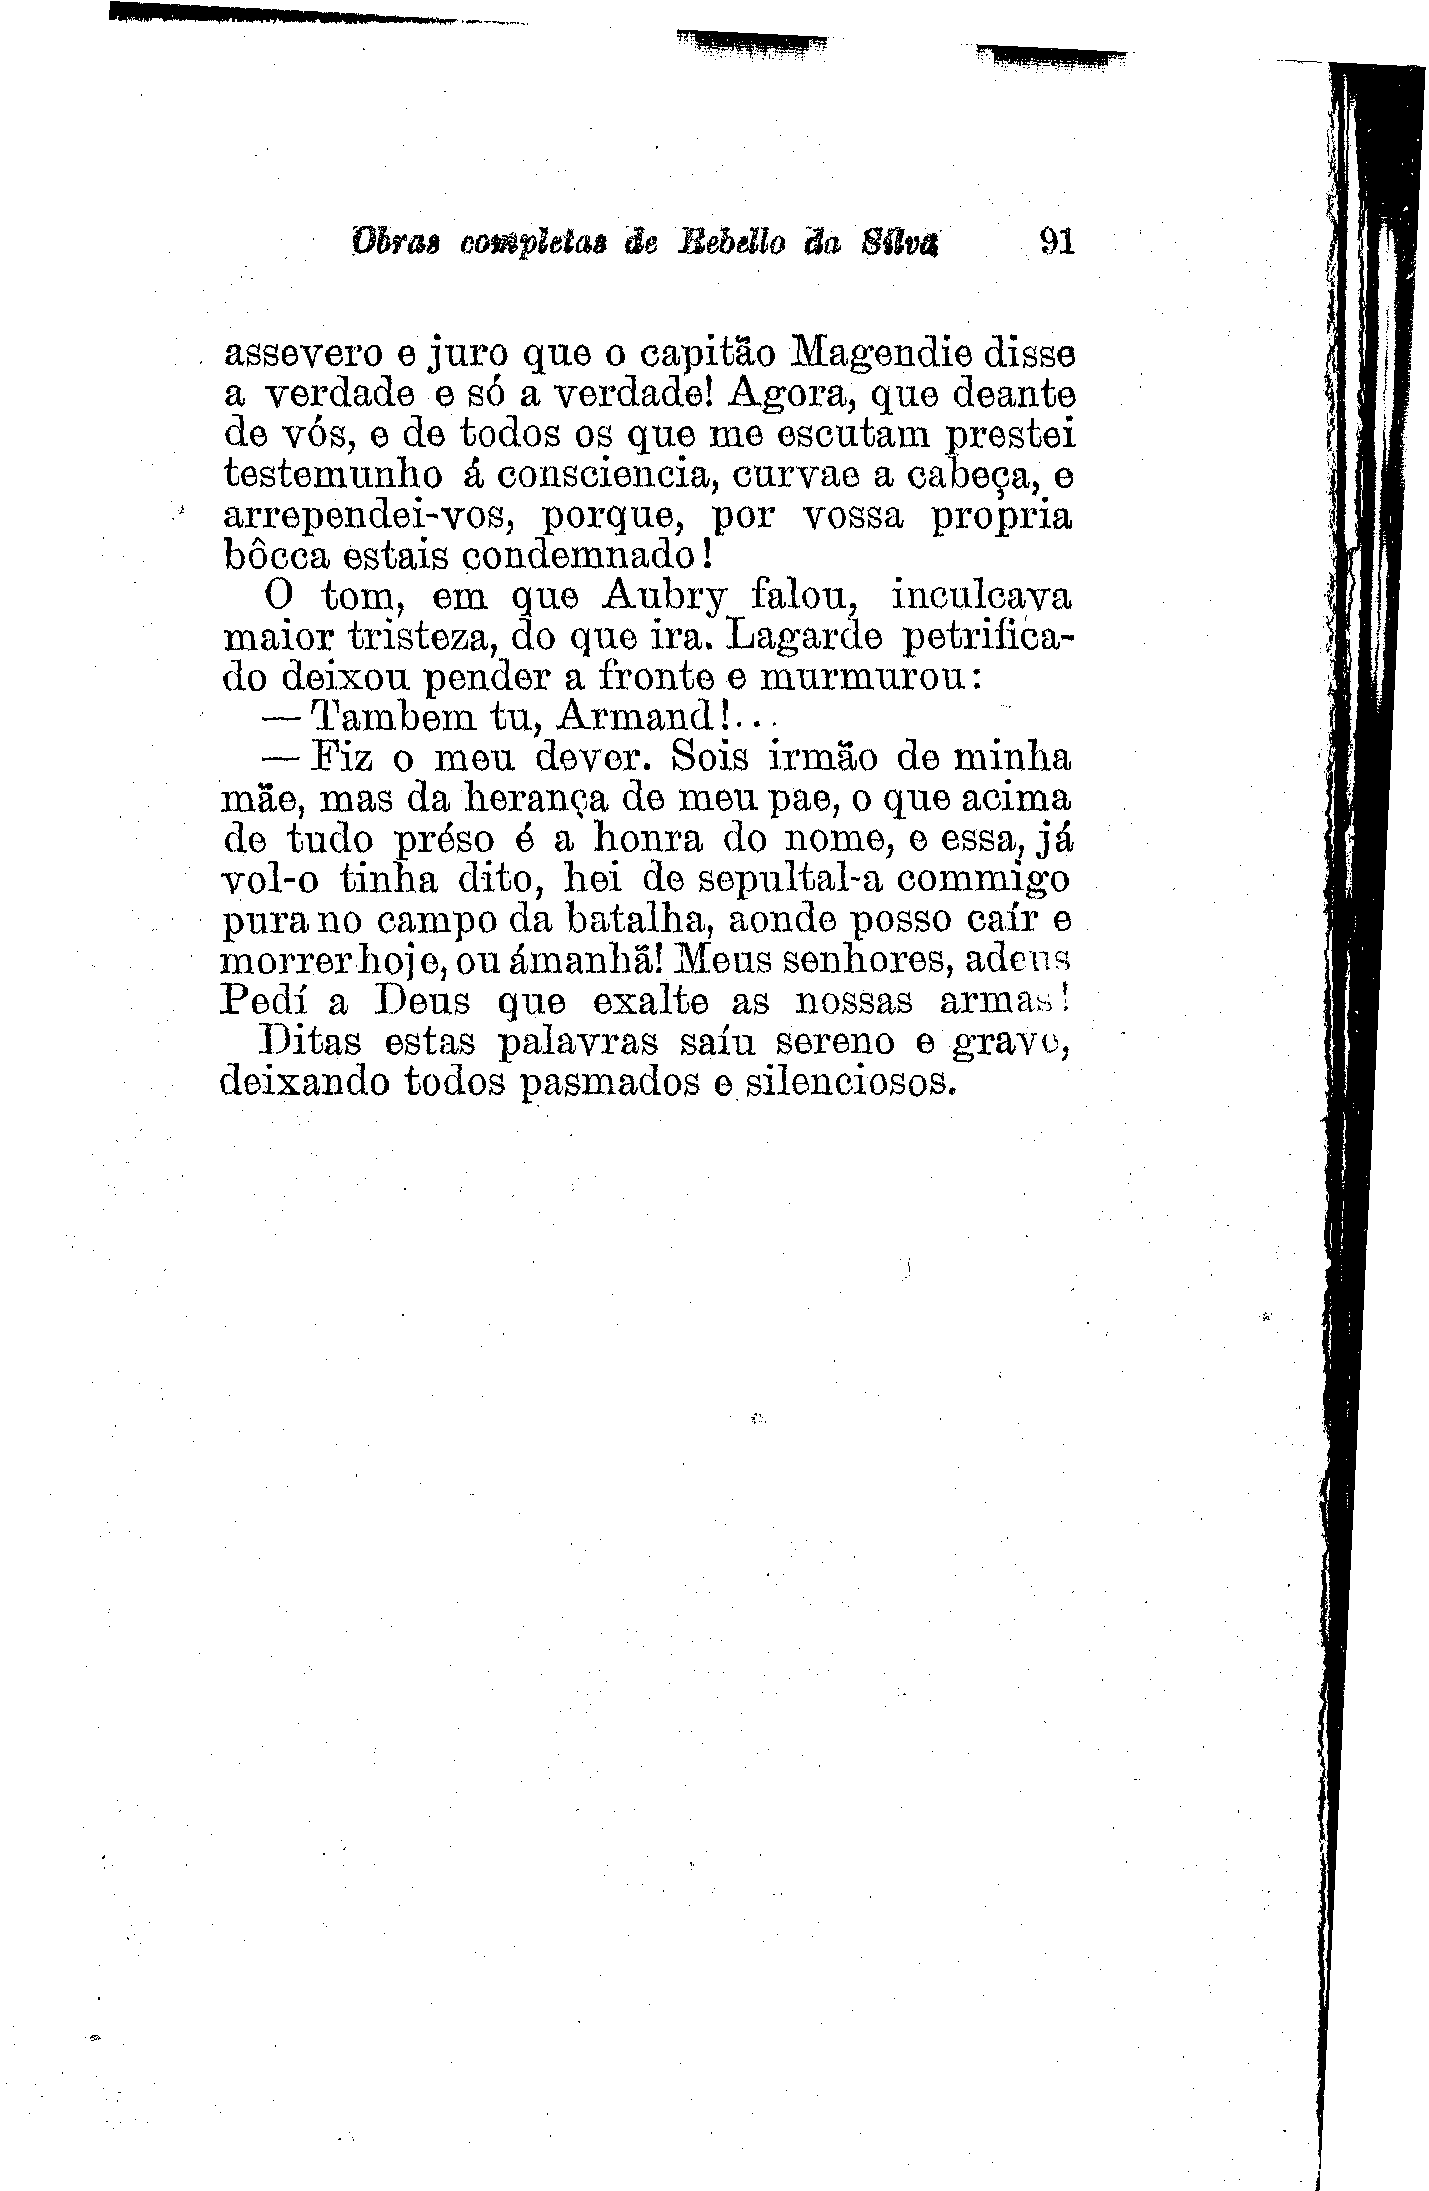 Obras completas de Rebello da Silva 91
assevero e juro que o capitão Magendie disse
a verdade e só a verdade! Agora, que deante
de vós, e de todos os que me escutam prestei
testemunho á consciencia, curvae a cabeça, e
arrependei-vos, porque, por vossa propria
bôcca estais condemnado!
O tom, em que Aubry falou, inculcava
maior tristeza, do que ira. Lagarde petrifica-
do deixou pender a fronte e murmurou:
— Tambem tu, Armand!...
— Fiz o meu dever. Sois irmão de minha
mãe, mas da herança de meu pae, o que acima
de tudo préso é a honra do nome, e essa, já
vol-o tinha dito, hei de sepultal-a commigo
pura no campo da batalha, aonde posso caír e
morrer hoje, ou ámanhã! Meus senhores, adeus
Pedí a Deus que exalte as nossas armas!
Ditas estas palavras saíu sereno e grave,
deixando todos pasmados e silenciosos.